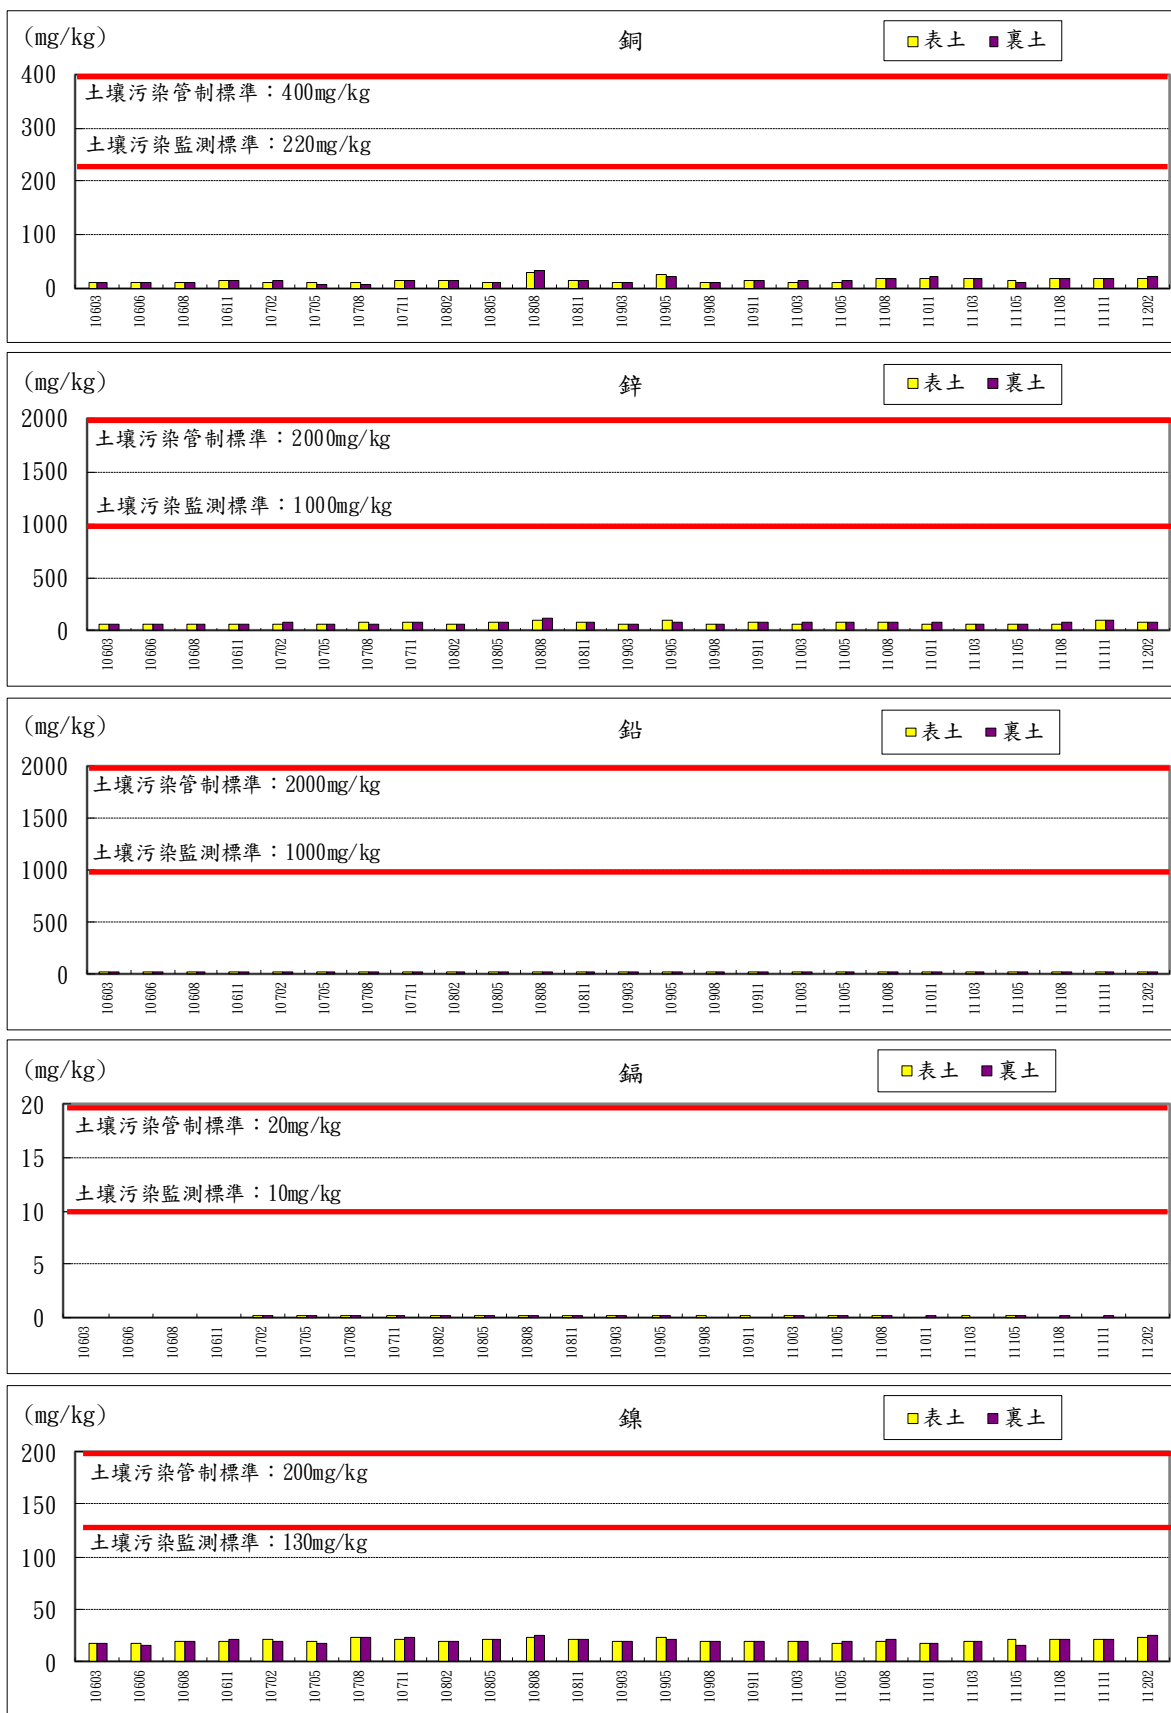 (mg/kg)
銅
表土 裏土
400
土壤污染管制標準：400mg/kg
300
土壤污染監測標準：220mg/kg
200
100
0
10603 10606 10608 10611 10702 10705 10708 10711 10802 10805 10808 10811 10903 10905 10908 10911 11003 11005 11008 11011 11103 11105 11108 11111 11202
(mg/kg)
鋅
表土 裏土
2000
土壤污染管制標準：2000mg/kg
1500
土壤污染監測標準：1000mg/kg
1000
500
0
10603 10606 10608 10611 10702 10705 10708 10711 10802 10805 10808 10811 10903 10905 10908 10911 11003 11005 11008 11011 11103 11105 11108 11111 11202
(mg/kg)
鉛
表土 裏土
2000
土壤污染管制標準：2000mg/kg
1500
土壤污染監測標準：1000mg/kg
1000
500
0
10603 10606 10608 10611 10702 10705 10708 10711 10802 10805 10808 10811 10903 10905 10908 10911 11003 11005 11008 11011 11103 11105 11108 11111 11202
(mg/kg)
鎘
表土 裏土
20
土壤污染管制標準：20mg/kg
15
土壤污染監測標準：10mg/kg
10
5
0
10603 10606 10608 10611 10702 10705 10708 10711 10802 10805 10808 10811 10903 10905 10908 10911 11003 11005 11008 11011 11103 11105 11108 11111 11202
(mg/kg)
鎳
表土 裏土
200
土壤污染管制標準：200mg/kg
150
土壤污染監測標準：130mg/kg
100
50
0
10603 10606 10608 10611 10702 10705 10708 10711 10802 10805 10808 10811 10903 10905 10908 10911 11003 11005 11008 11011 11103 11105 11108 11111 11202